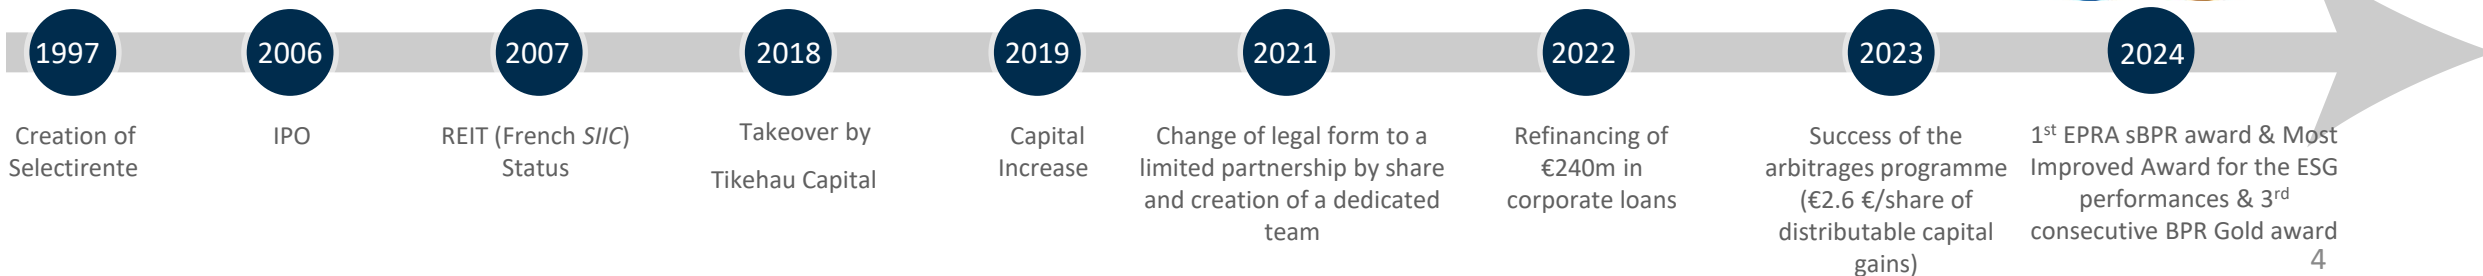 1997
2006
2007
2018
2019
2021
2022
2023
2024
Creation of
Selectirente
IPO
REIT (French SIIC)
Status
Takeover by
Tikehau Capital
Capital
Increase
Change of legal form to a
limited partnership by share
and creation of a dedicated
team
Refinancing of
€240m in
corporate loans
Success of the
arbitrages programme
(€2.6 €/share of
distributable capital
gains)
1st EPRA sBPR award & Most
Improved Award for the ESG
performances & 3rd
consecutive BPR Gold award
4